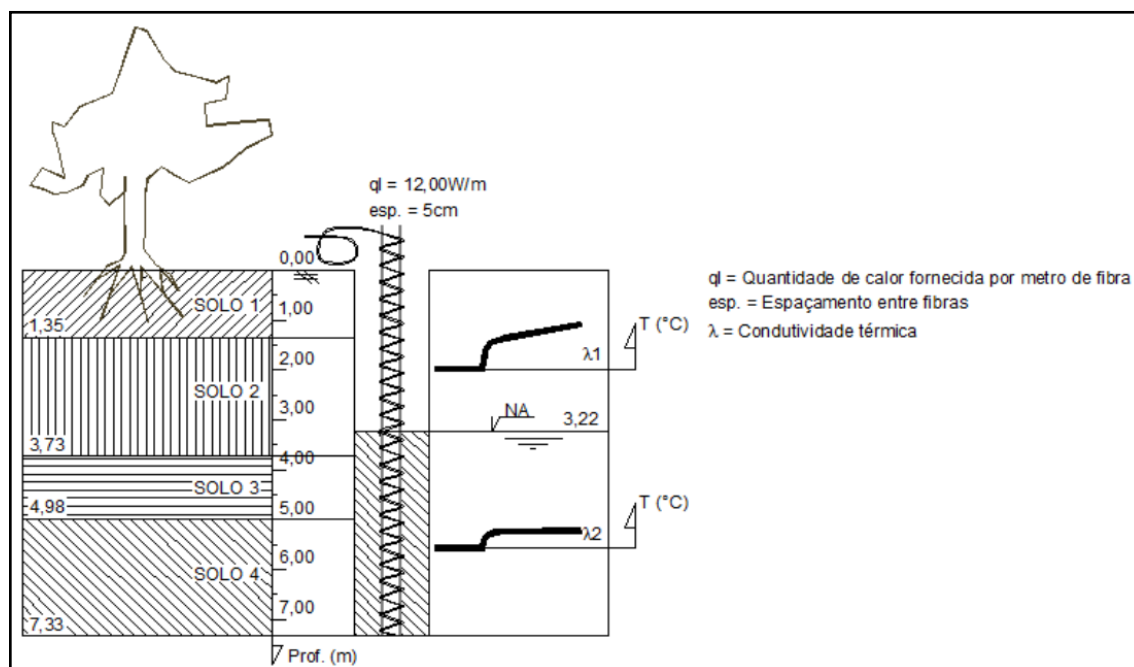 ql = 12,00W/m
esp. = 5cm
0,00
SOLO 1
1,00
1,35
2,00
SOLO 2
3,00
3,73
4,00
SOLO 3
4,98
5,00
6,00
SOLO 4
7,00
7,33
Prof. (m)
T (°C)
λ1
NA
3,22
T (°C)
λ2
ql = Quantidade de calor fornecida por metro de fibra
esp. = Espaçamento entre fibras
λ = Condutividade térmica